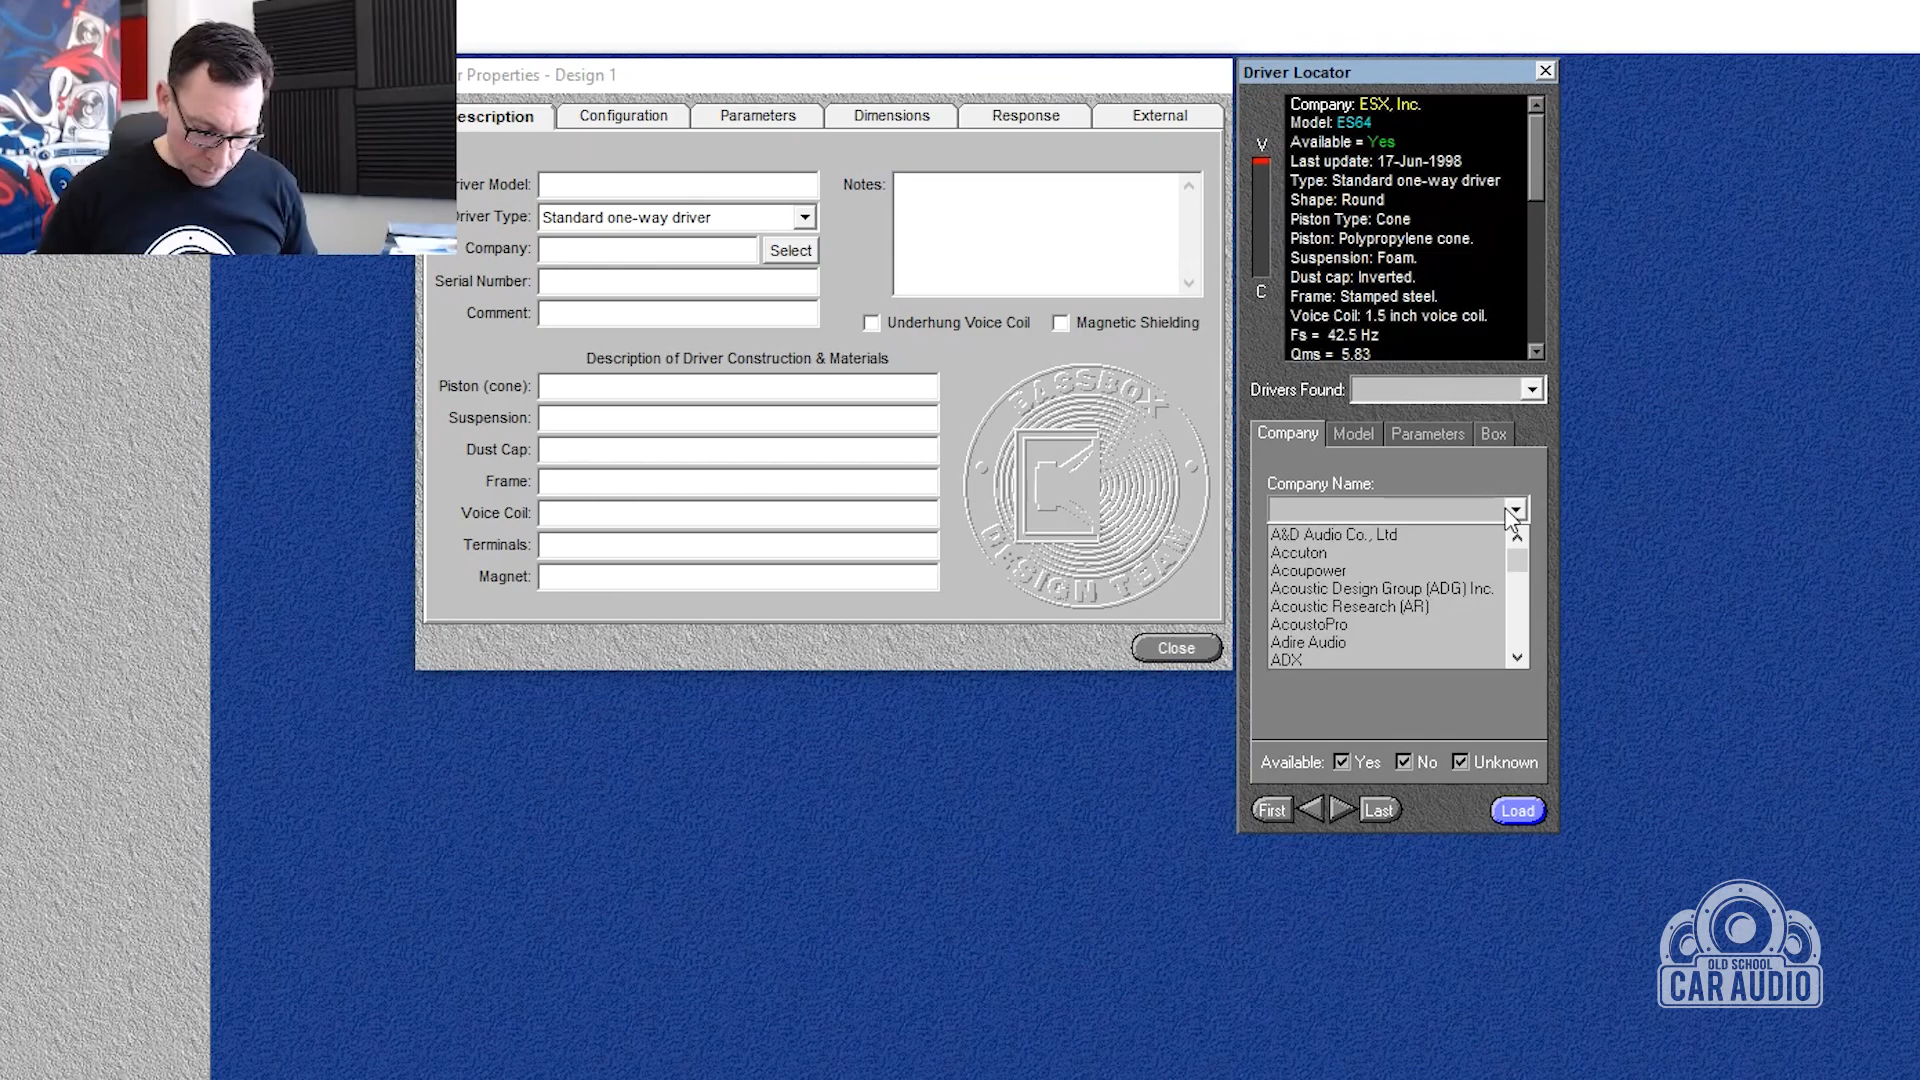 r Properties - Design 1
escription
Configuration
Parameters
Dimensions
Response
External
river Model:
Driver Type:
Standard one-way driver
Company:
Select
Serial Number:
Comment:
Notes:
Underhung Voice Coil
Magnetic Shielding
Description of Driver Construction & Materials
Piston (cone):
Suspension:
Dust Cap:
Frame:
Voice Coil:
Terminals:
Magnet:
BASSBOX
DESIGN TEAM
Close
Driver Locator
V
C
Company: ESX, Inc.
Model: ES64
Available = Yes
Last update: 17-Jun-1998
Type: Standard one-way driver
Shape: Round
Piston Type: Cone
Piston: Polypropylene cone.
Suspension: Foam.
Dust cap: Inverted.
Frame: Stamped steel.
Voice Coil: 1.5 inch voice coil.
Fs = 42.5 Hz
Qms = 5.83
Drivers Found:
Company
Model
Parameters
Box
Company Name:
A&D Audio Co., Ltd
Accuton
Acoupower
Acoustic Design Group (ADG) Inc.
Acoustic Research (AR)
AcoustoPro
Adire Audio
ADX
Available:
Yes
No
Unknown
First
Last
Load
OLD SCHOOL
CAR AUDIO